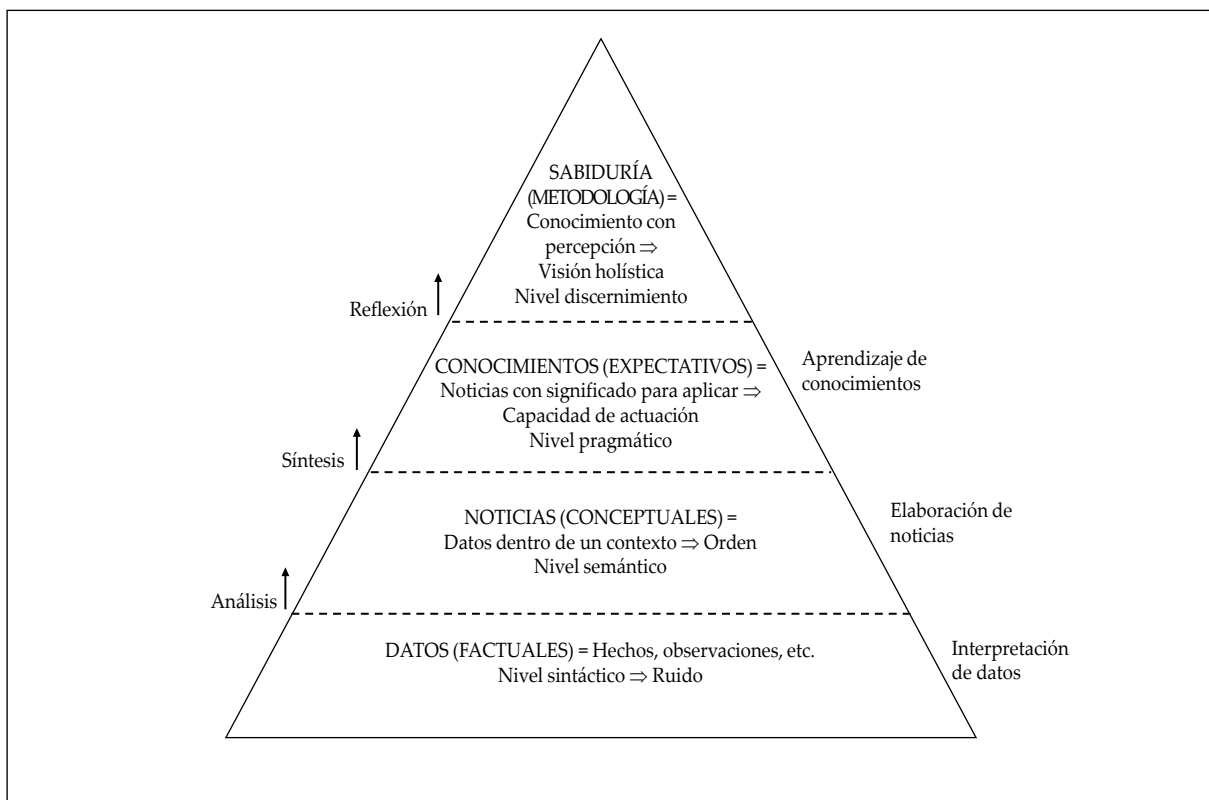 SABIDURÍA
(METODOLOGÍA) =
Conocimiento con
percepción ⇒
Visión holística
Nivel discernimiento
Reflexión
CONOCIMIENTOS (EXPECTATIVOS) =
Noticias con significado para aplicar ⇒
Capacidad de actuación
Nivel pragmático
Aprendizaje de
conocimientos
Síntesis
NOTICIAS (CONCEPTUALES) =
Datos dentro de un contexto ⇒ Orden
Nivel semántico
Elaboración de
noticias
Análisis
DATOS (FACTUALES) = Hechos, observaciones, etc.
Nivel sintáctico ⇒ Ruido
Interpretación
de datos